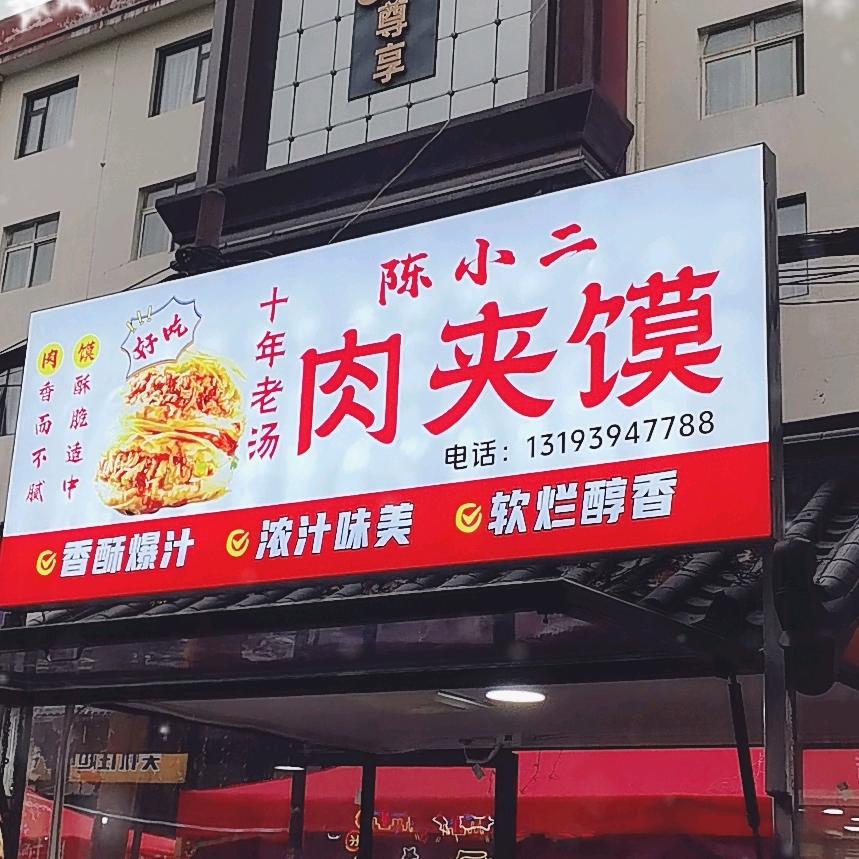 尊享
陈小二
肉夹馍
电话：13193947788
十年老汤
好吃
馍酥脆适中
肉香而不腻
香酥爆汁
浓汁味美
软烂醇香